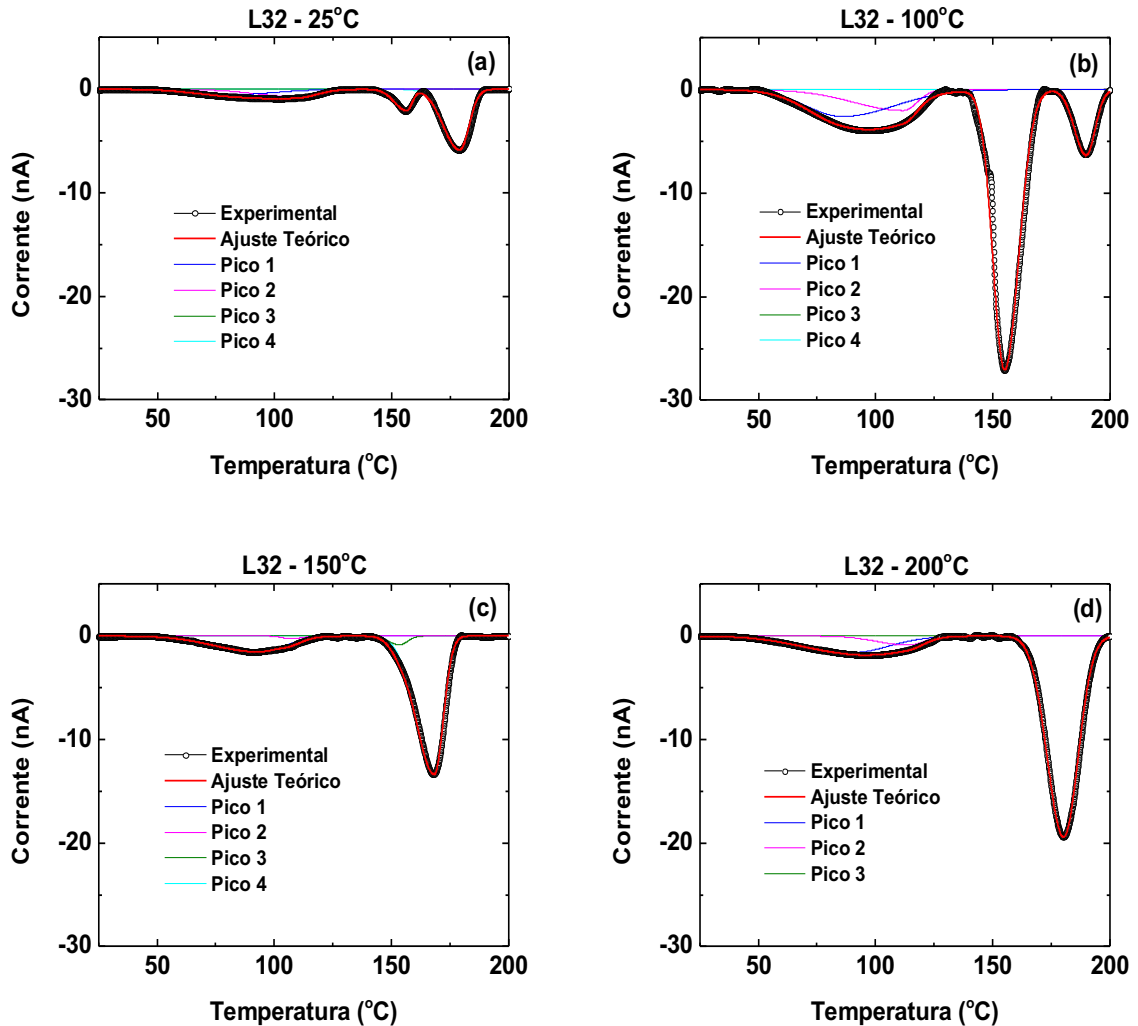 L32 - 25°C
(a)
Corrente (nA)
0
-10
-20
-30
Experimental
Ajuste Teórico
Pico 1
Pico 2
Pico 3
Pico 4
50 100 150 200
Temperatura (°C)
L32 - 100°C
(b)
Corrente (nA)
0
-10
-20
-30
Experimental
Ajuste Teórico
Pico 1
Pico 2
Pico 3
Pico 4
50 100 150 200
Temperatura (°C)
L32 - 150°C
(c)
Corrente (nA)
0
-10
-20
-30
Experimental
Ajuste Teórico
Pico 1
Pico 2
Pico 3
Pico 4
50 100 150 200
Temperatura (°C)
L32 - 200°C
(d)
Corrente (nA)
0
-10
-20
-30
Experimental
Ajuste Teórico
Pico 1
Pico 2
Pico 3
50 100 150 200
Temperatura (°C)